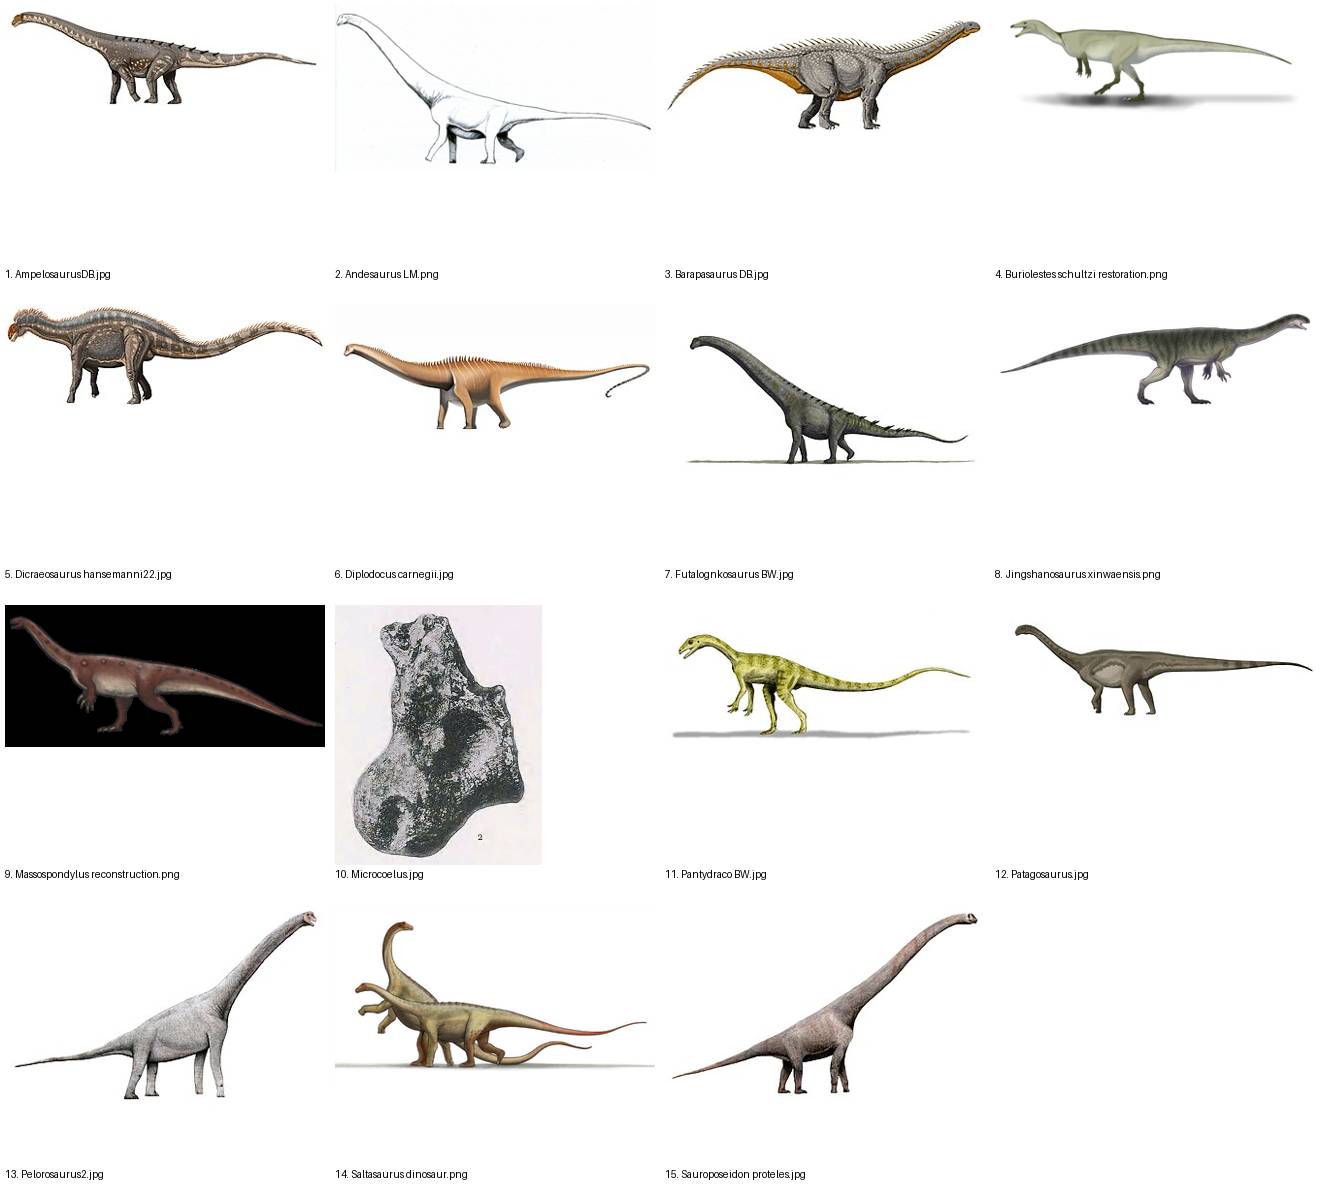 1. AmpelosaurusDB.jpg
2. Andesaurus LM.png
3. Barapasaurus DB.jpg
4. Buriolestes schultzi restoration.png
5. Dicraeosaurus hansemanni22.jpg
6. Diplodocus carnegii.jpg
7. Futalognkosaurus BW.jpg
8. Jingshanosaurus xinwaensis.png
2
9. Massospondylus reconstruction.png
10. Microcoelus.jpg
11. Pantydraco BW.jpg
12. Patagosaurus.jpg
13. Pelorosaurus2.jpg
14. Saltasaurus dinosaur.png
15. Sauroposeidon proteles.jpg